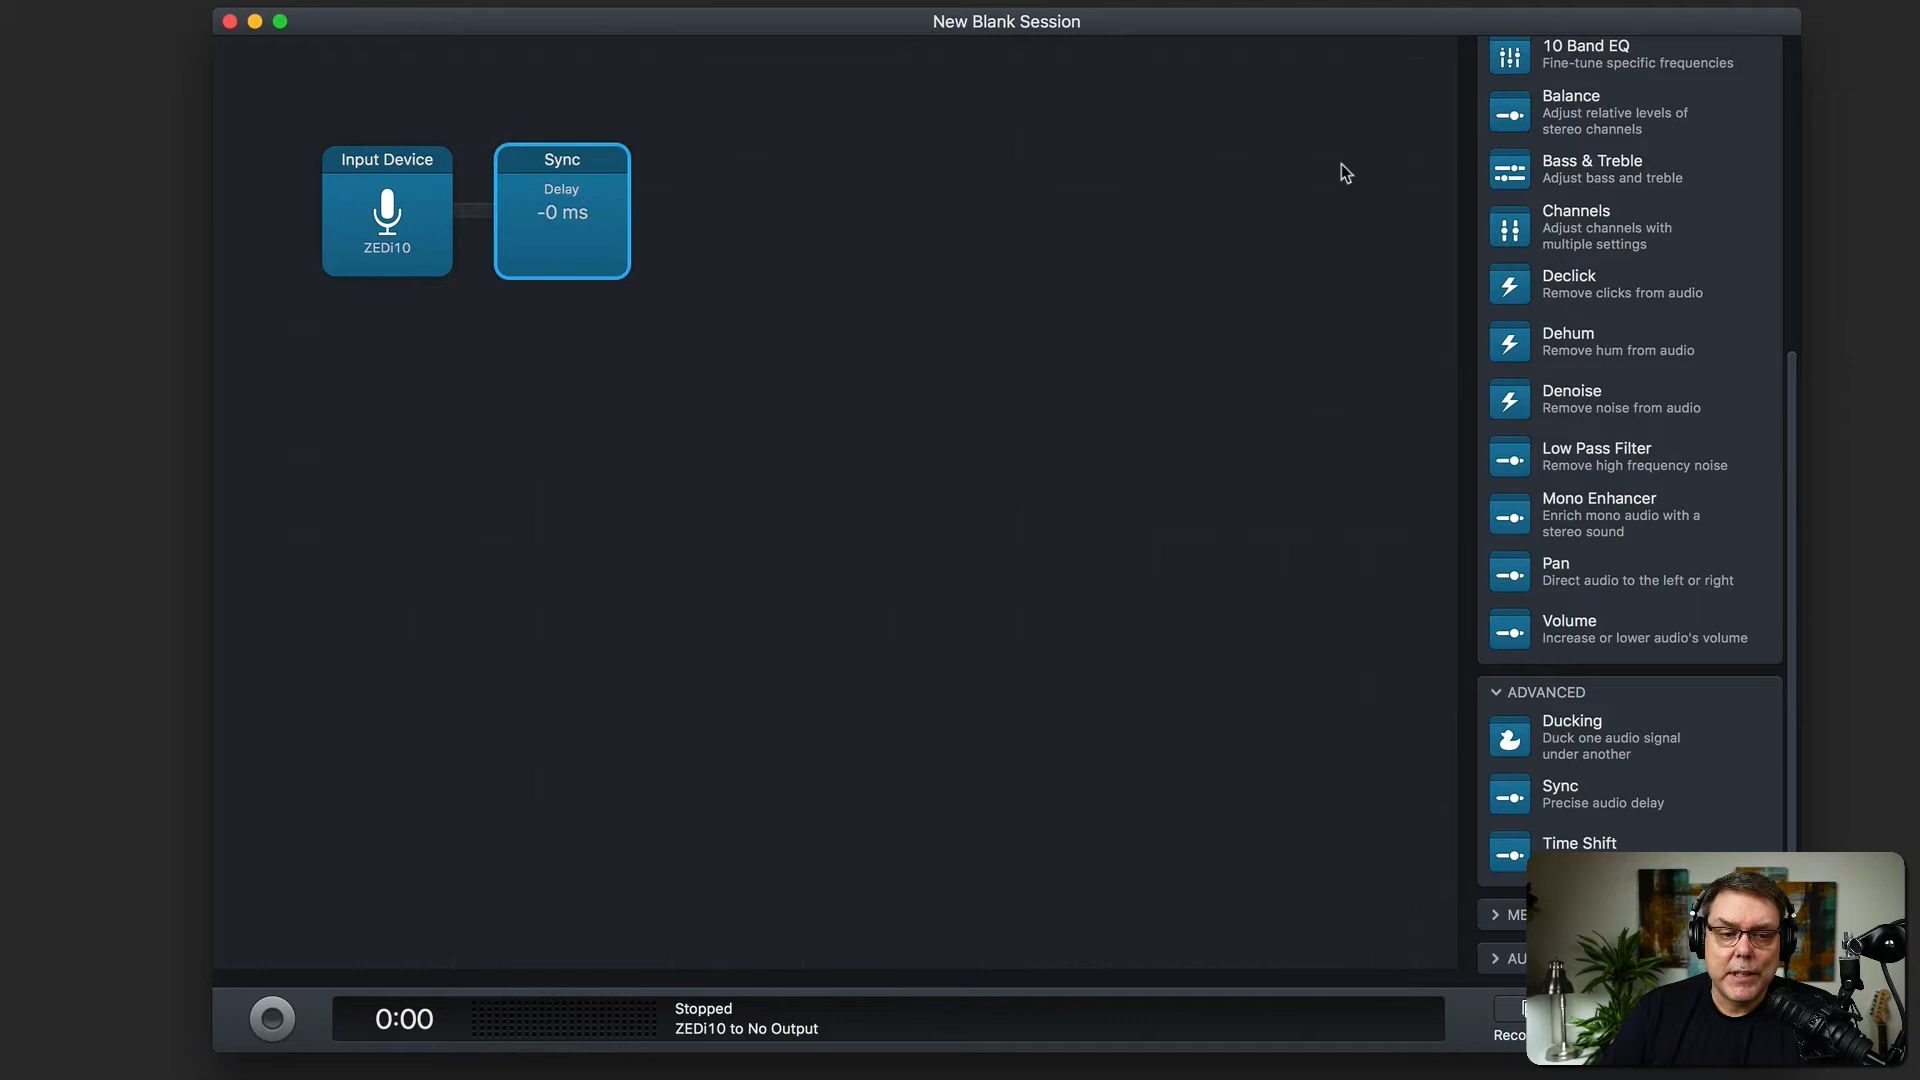 New Blank Session
Input Device
ZEDi10
Sync
Delay
-0 ms
10 Band EQ
Fine-tune specific frequencies
Balance
Adjust relative levels of
stereo channels
Bass & Treble
Adjust bass and treble
Channels
Adjust channels with
multiple settings
Declick
Remove clicks from audio
Dehum
Remove hum from audio
Denoise
Remove noise from audio
Low Pass Filter
Remove high frequency noise
Mono Enhancer
Enrich mono audio with a
stereo sound
Pan
Direct audio to the left or right
Volume
Increase or lower audio's volume
ADVANCED
Ducking
Duck one audio signal
under another
Sync
Precise audio delay
Time Shift
ME
AU
0:00
Stopped
ZEDi10 to No Output
Reco